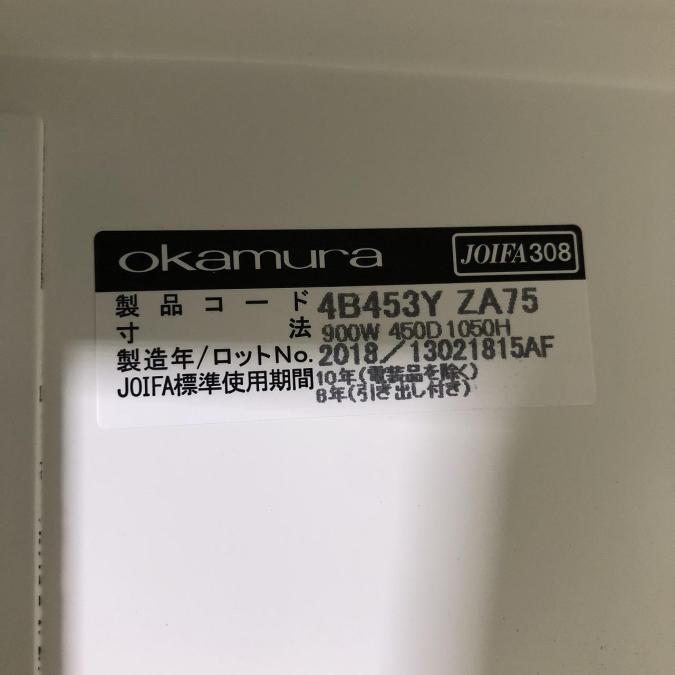 okamura JOIFA308
製品コード 4B453Y ZA75
寸法 900W 450D1050H
製造年/ロットNo. 2018/13021815AF
JOIFA標準使用期間 10年(電装品を除く)
8年(引き出し付き)